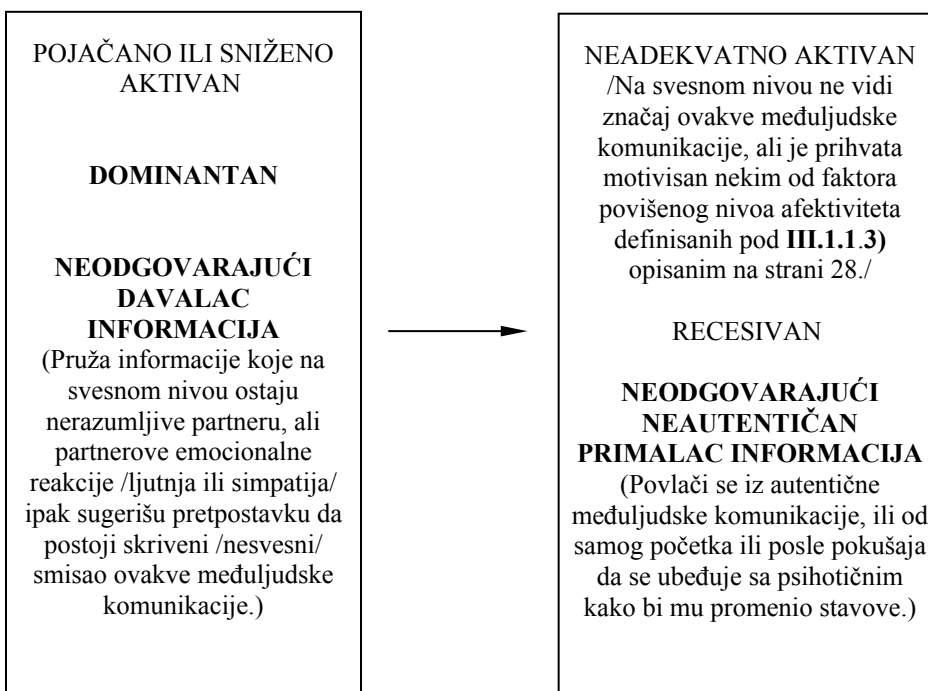 POJAČANO ILI SNIŽENO
AKTIVAN
DOMINANTAN
NEODGOVARAJUĆI
DAVALAC
INFORMACIJA
(Pruža informacije koje na
svesnom nivou ostaju
nerazumljive partneru, ali
partnerove emocionalne
reakcije /ljutnja ili simpatija/
ipak sugerišu pretpostavku da
postoji skriveni /nesvesni/
smisao ovakve međuljudske
komunikacije.)
NEADEKVATNO AKTIVAN
/Na svesnom nivou ne vidi
značaj ovakve međuljudske
komunikacije, ali je prihvata
motivisan nekim od faktora
povišenog nivoa afektiviteta
definisanih pod III.1.1.3)
opisanim na strani 28./
RECESIVAN
NEODGOVARAJUĆI
NEAUTENTIČAN
PRIMALAC INFORMACIJA
(Povlači se iz autentične
međuljudske komunikacije, ili od
samog početka ili posle pokušaja
da se ubeđuje sa psihotičnim
kako bi mu promenio stavove.)